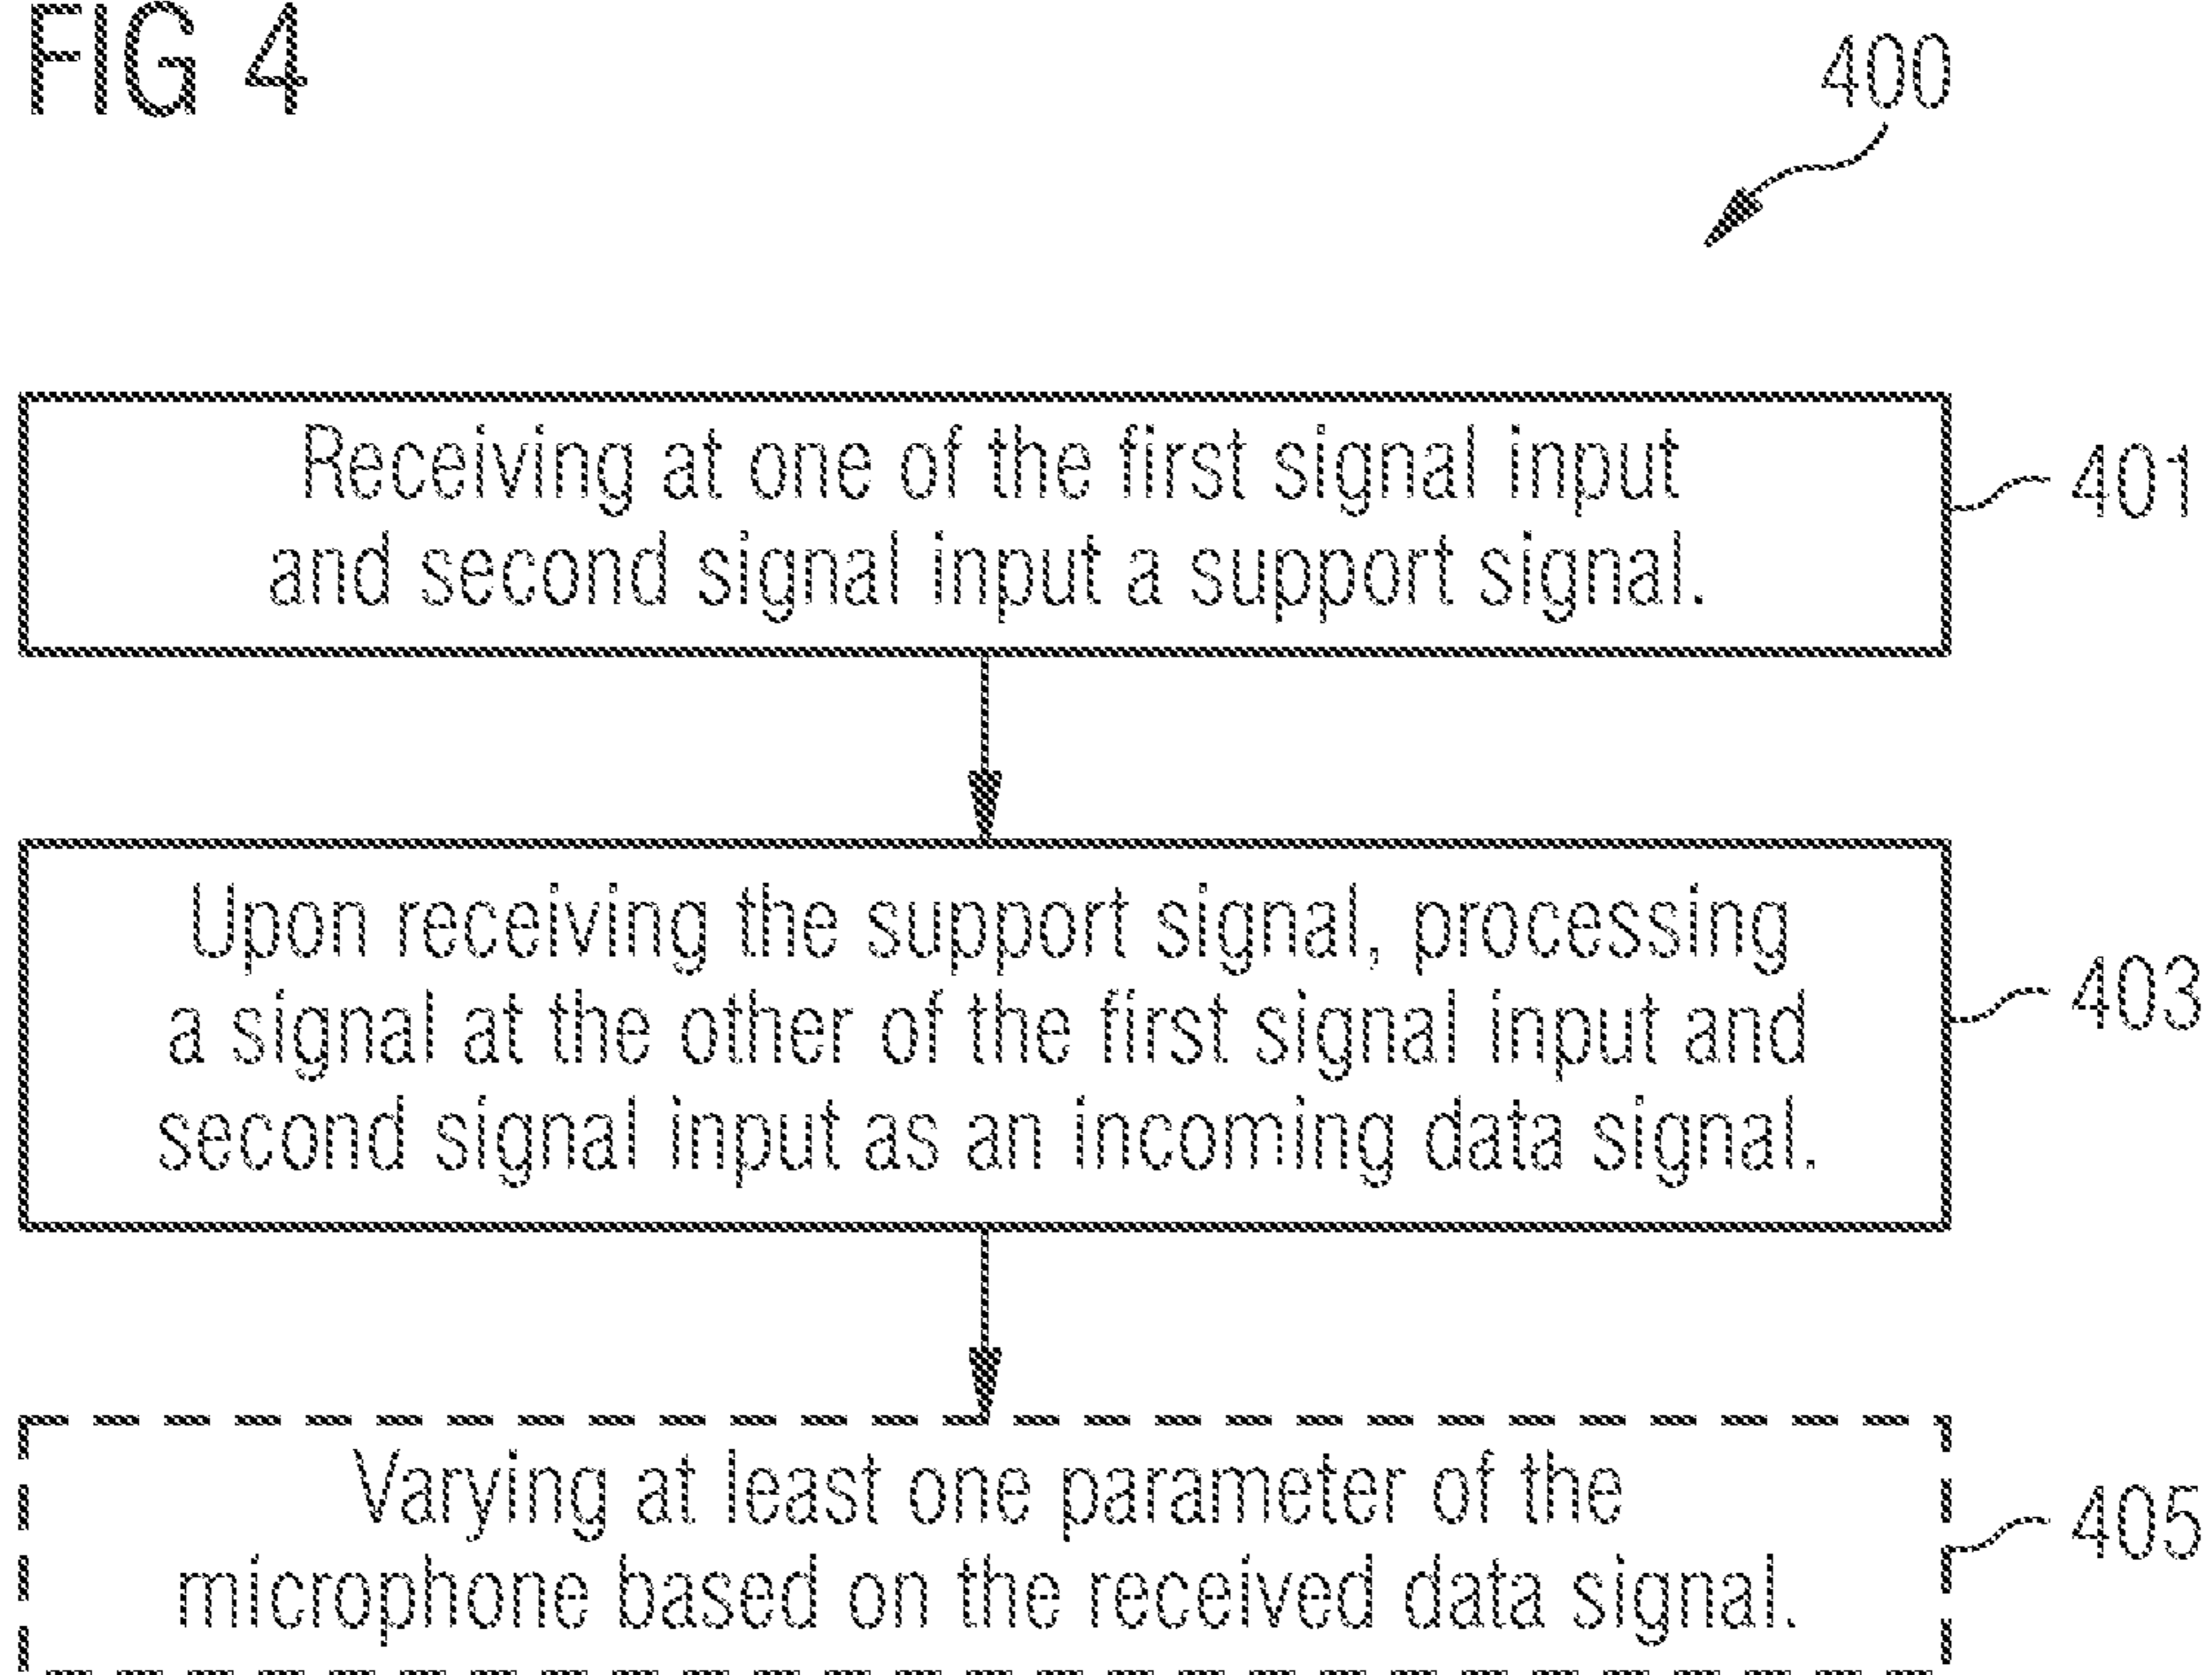 FIG 4
400
Receiving at one of the first signal input
and second signal input a support signal.
401
Upon receiving the support signal, processing
a signal at the other of the first signal input and
second signal input as an incoming data signal.
403
Varying at least one parameter of the
microphone based on the received data signal.
405